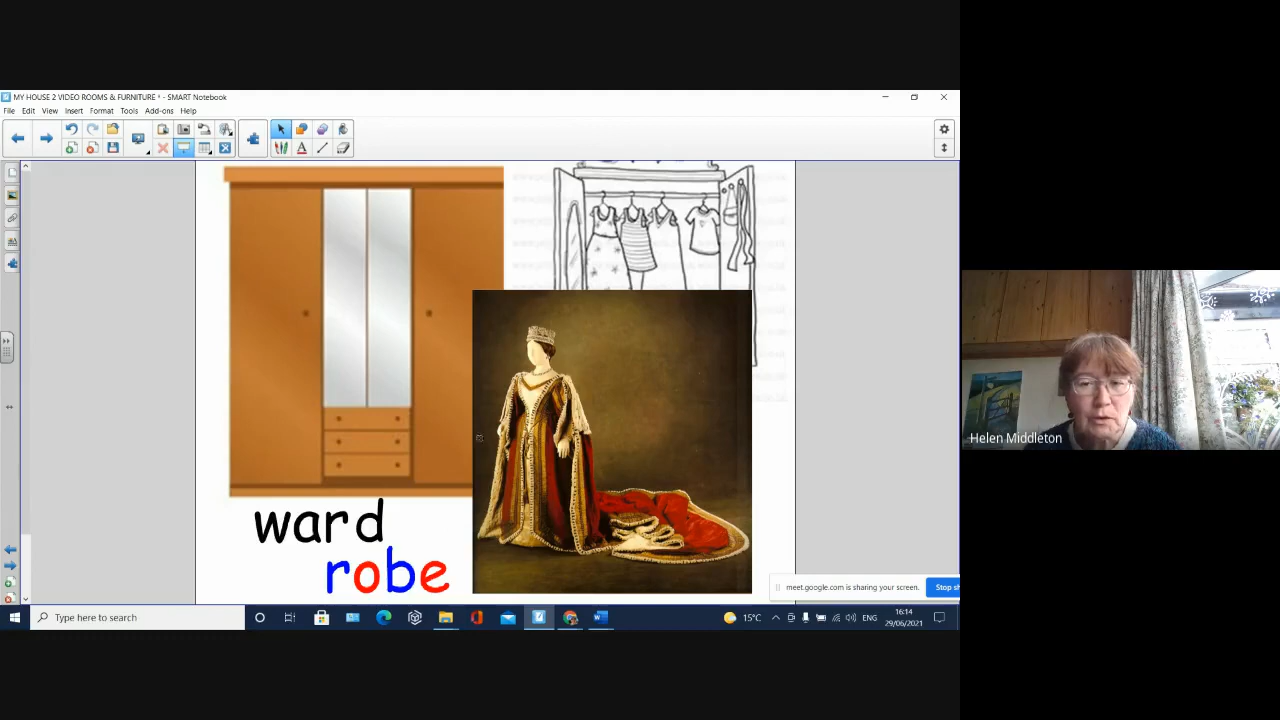 MY HOUSE 2 VIDEO ROOMS & FURNITURE * - SMART Notebook
File Edit View Insert Format Tools Add-ons Help
ward
robe
Helen Middleton
meet.google.com is sharing your screen.
Stop sh
Type here to search
15°C
ENG
16:14
29/06/2021